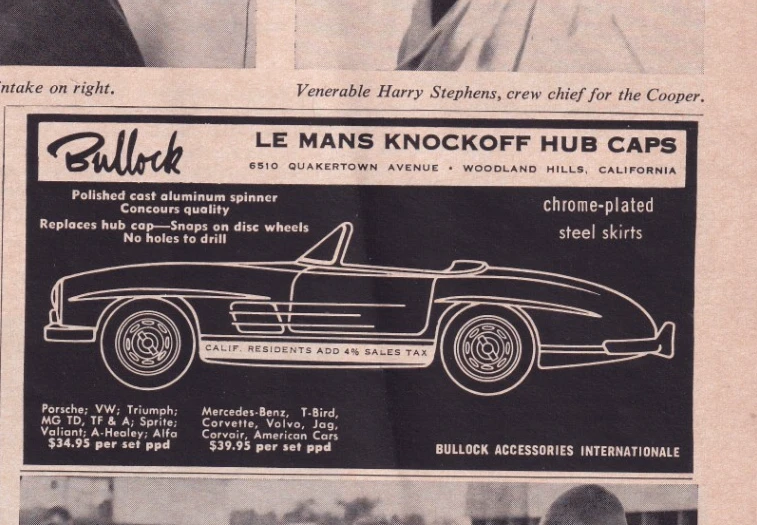 intake on right.
Venerable Harry Stephens, crew chief for the Cooper.
Bullock
LE MANS KNOCKOFF HUB CAPS
6510 QUAKERTOWN AVENUE • WOODLAND HILLS, CALIFORNIA
Polished cast aluminum spinner
Concours quality
Replaces hub cap—Snaps on disc wheels
No holes to drill
chrome-plated
steel skirts
CALIF. RESIDENTS ADD 4% SALES TAX
Porsche; VW; Triumph;
MG TD, TF & A; Sprite;
Valiant; A-Healey; Alfa
$34.95 per set ppd
Mercedes-Benz, T-Bird,
Corvette, Volvo, Jag,
Corvair, American Cars
$39.95 per set ppd
BULLOCK ACCESSORIES INTERNATIONALE